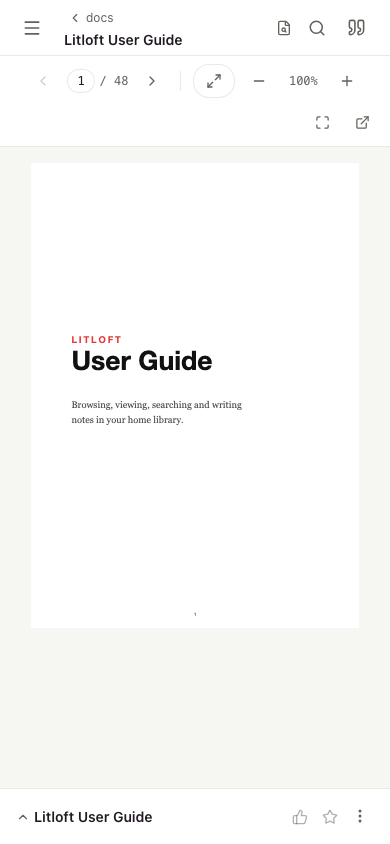 docs
Litloft User Guide
1 / 48
100%
LITLOFT
User Guide
Browsing, viewing, searching and writing
notes in your home library.
1
Litloft User Guide